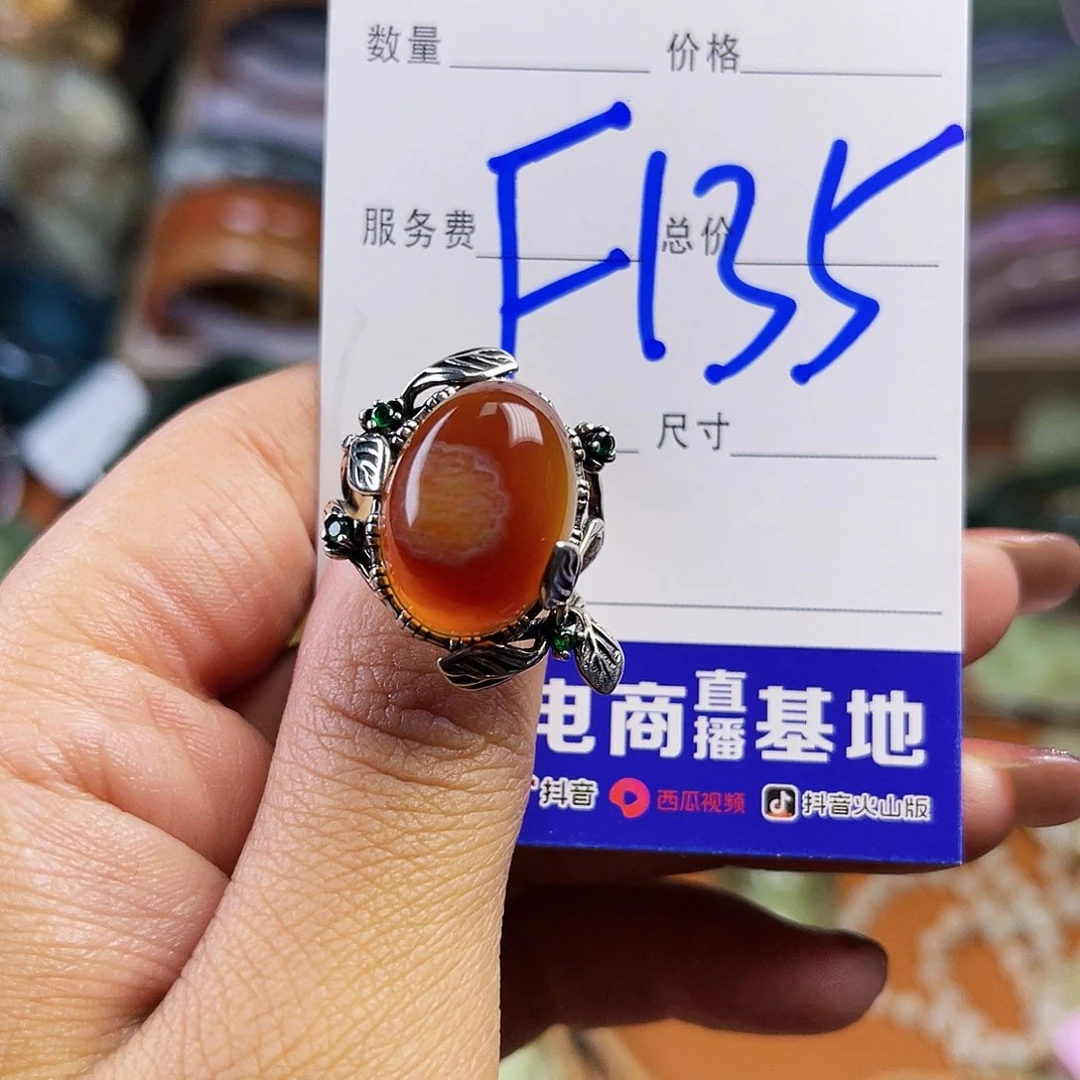 数量 价格
F135
服务费 总价
尺寸
电商直播基地
抖音 西瓜视频 抖音火山版